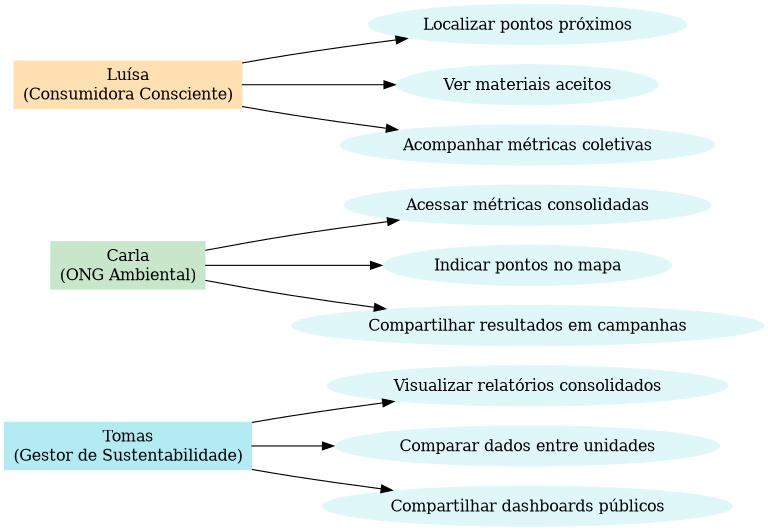 Localizar pontos próximos
Luísa
(Consumidora Consciente)
Ver materiais aceitos
Acompanhar métricas coletivas
Acessar métricas consolidadas
Carla
(ONG Ambiental)
Indicar pontos no mapa
Compartilhar resultados em campanhas
Visualizar relatórios consolidados
Tomas
(Gestor de Sustentabilidade)
Comparar dados entre unidades
Compartilhar dashboards públicos